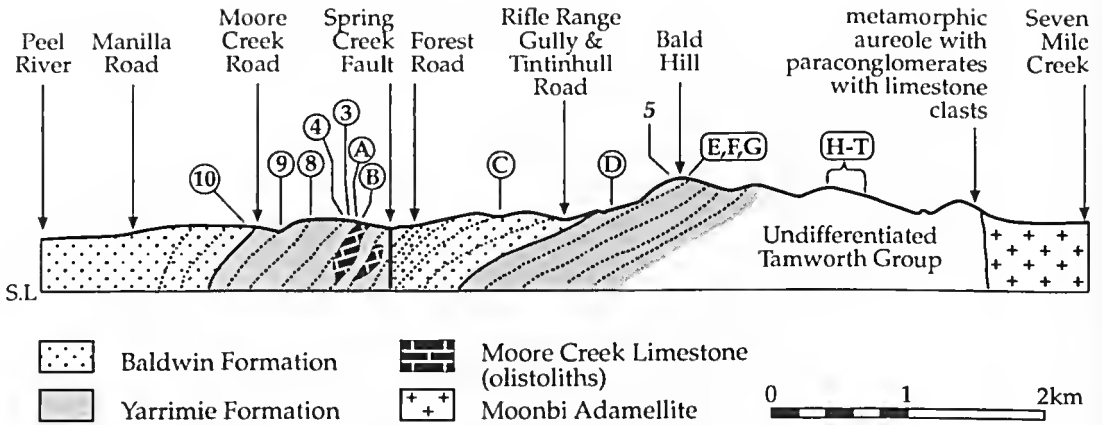 Peel
River
Manilla
Road
Moore
Creek
Road
Spring
Creek
Fault
Forest
Road
Rifle Range
Gully &
Tintinhull
Road
Bald
Hill
metamorphic
aureole with
paraconglomerates
with limestone
clasts
Seven
Mile
Creek
10
9
8
4
3
A
B
C
D
5
E,F,G
H-T
Undifferentiated
Tamworth Group
S.L
Baldwin Formation
Yarrimie Formation
Moore Creek Limestone
(olistoliths)
Moonbi Adamellite
0 1 2km